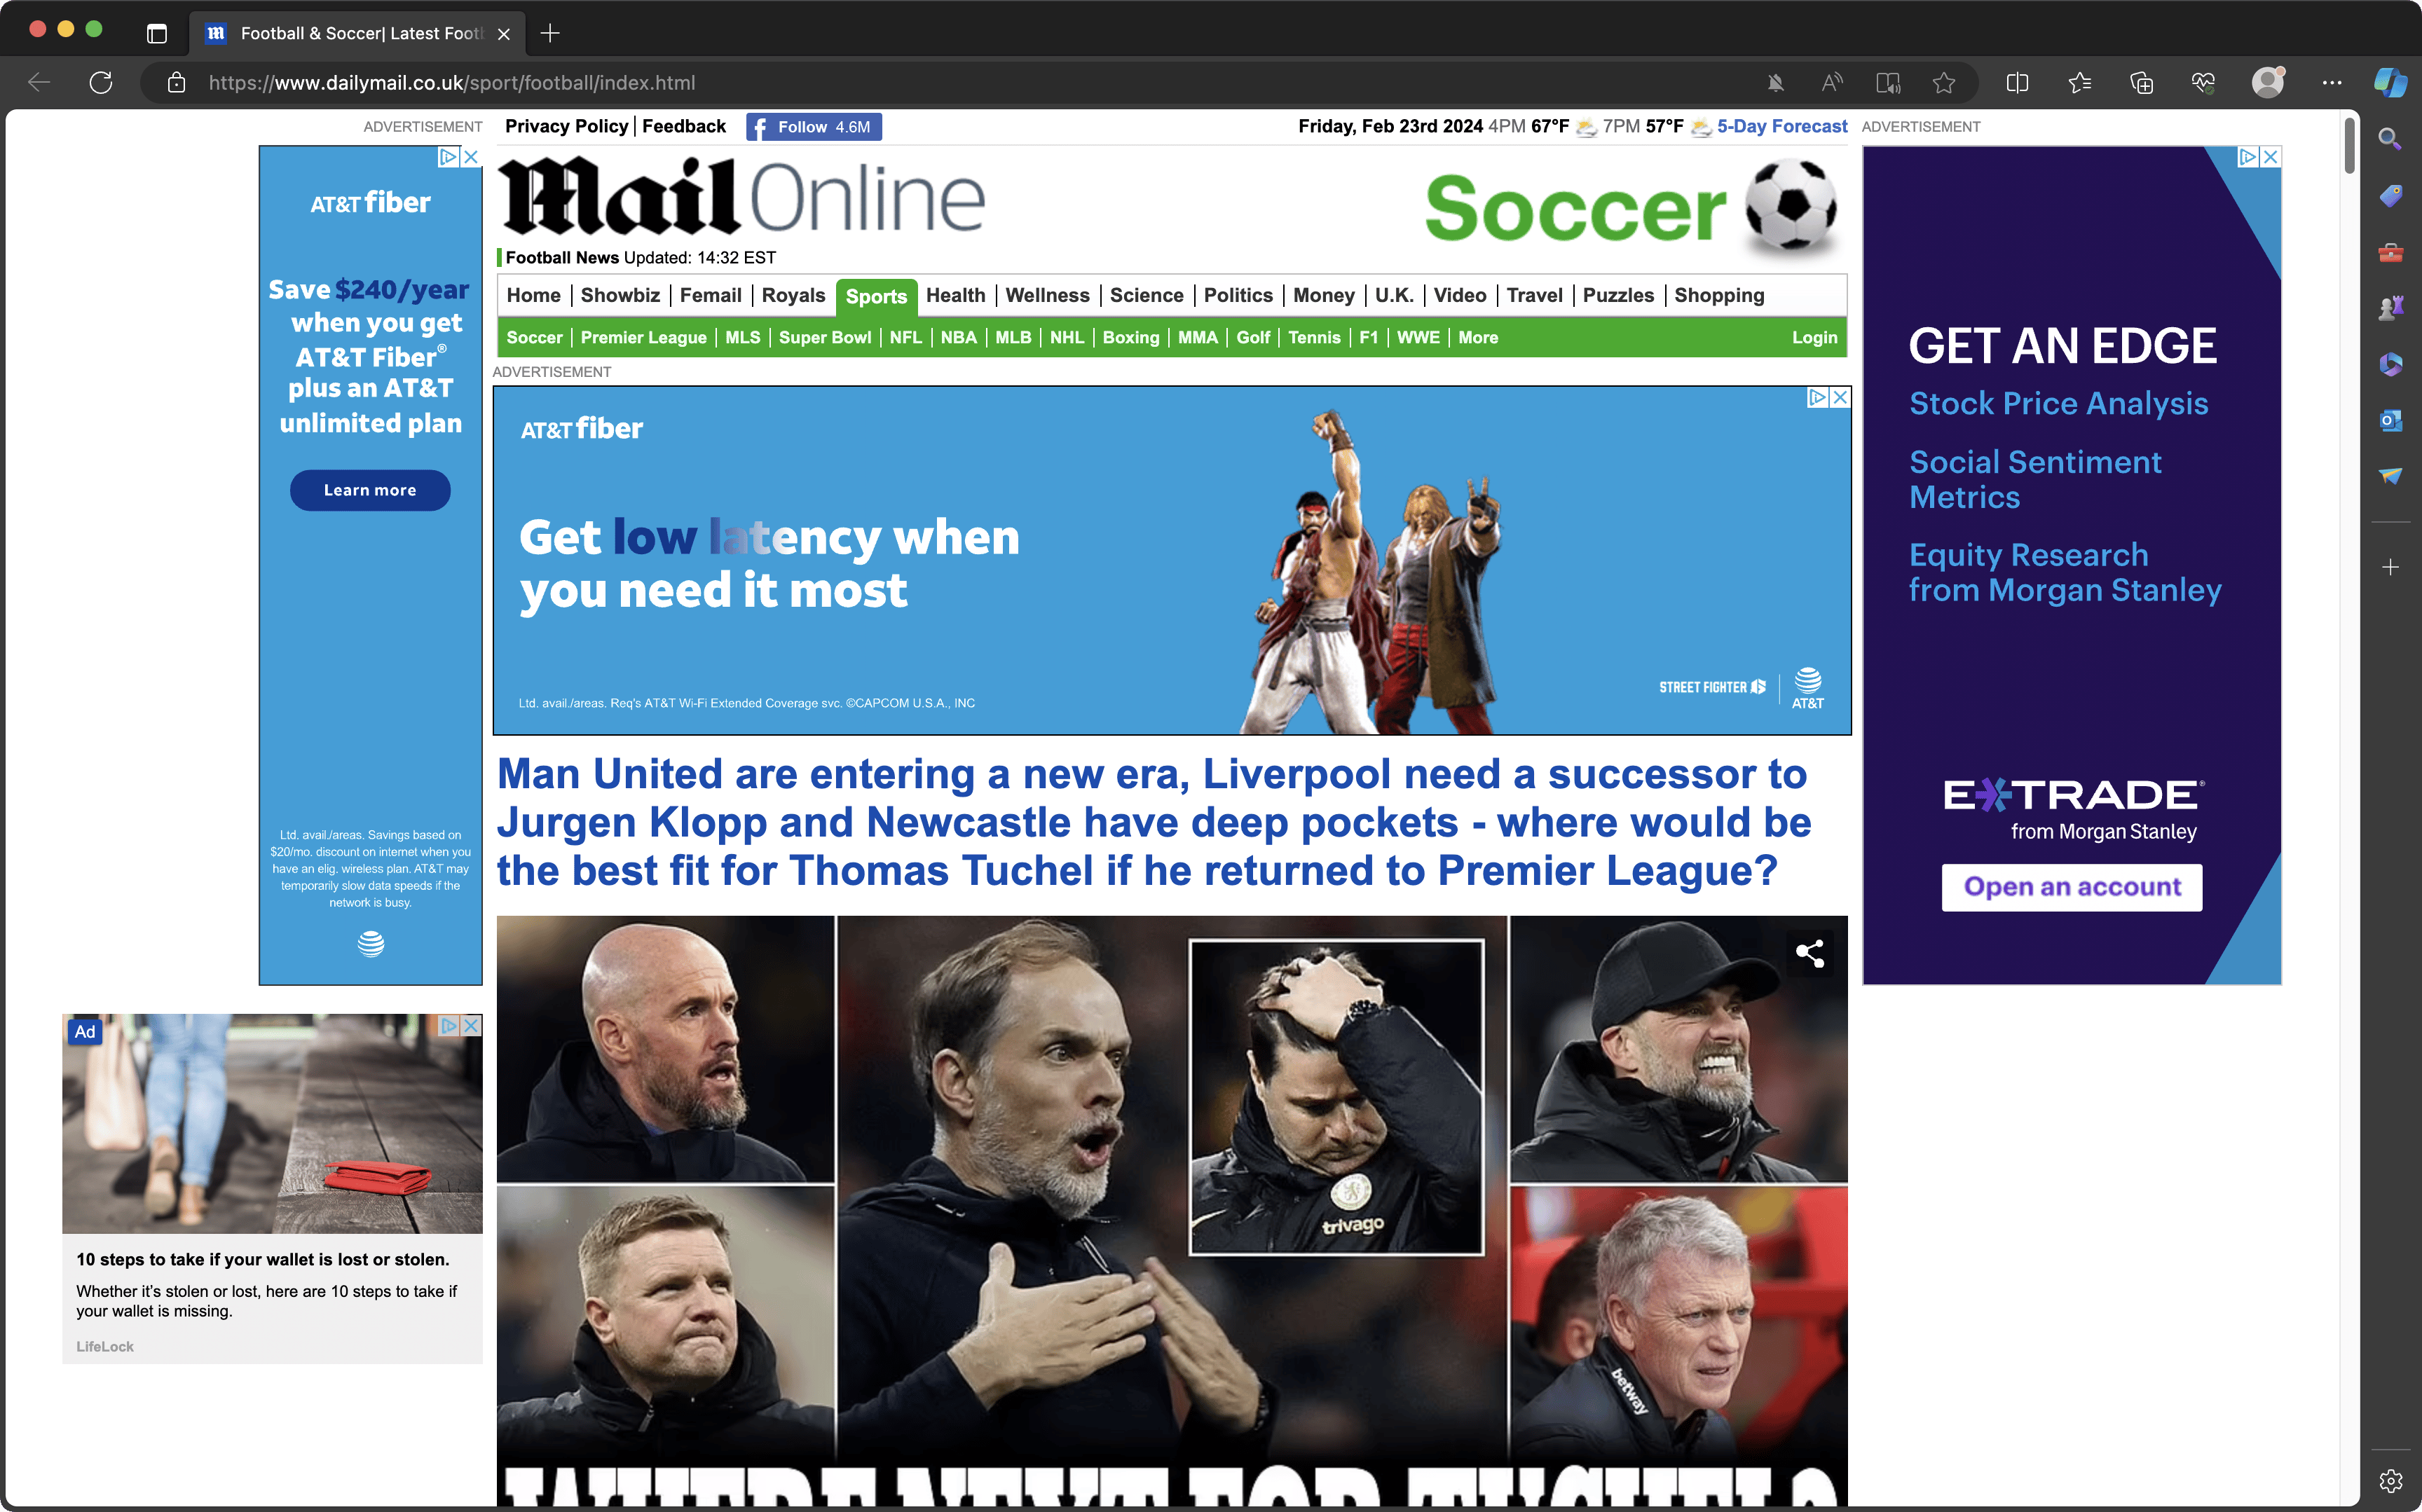 Football & Soccer| Latest Foot
https://www.dailymail.co.uk/sport/football/index.html
ADVERTISEMENT
Privacy Policy | Feedback
Follow 4.6M
Friday, Feb 23rd 2024 4PM 67°F 7PM 57°F 5-Day Forecast
ADVERTISEMENT
Mail Online
Soccer
Football News Updated: 14:32 EST
Home | Showbiz | Femail | Royals | Sports | Health | Wellness | Science | Politics | Money | U.K. | Video | Travel | Puzzles | Shopping
Soccer | Premier League | MLS | Super Bowl | NFL | NBA | MLB | NHL | Boxing | MMA | Golf | Tennis | F1 | WWE | More
Login
AT&T fiber
Save $240/year
when you get
AT&T Fiber®
plus an AT&T
unlimited plan
Learn more
Ltd. avail./areas. Savings based on
$20/mo. discount on internet when you
have an elig. wireless plan. AT&T may
temporarily slow data speeds if the
network is busy.
ADVERTISEMENT
AT&T fiber
Get low latency when
you need it most
Ltd. avail./areas. Req's AT&T Wi-Fi Extended Coverage svc. ©CAPCOM U.S.A., INC
STREET FIGHTER 6
AT&T
GET AN EDGE
Stock Price Analysis
Social Sentiment
Metrics
Equity Research
from Morgan Stanley
E*TRADE®
from Morgan Stanley
Open an account
Man United are entering a new era, Liverpool need a successor to
Jurgen Klopp and Newcastle have deep pockets - where would be
the best fit for Thomas Tuchel if he returned to Premier League?
trivago
betway
WHERE NEXT FOR TUCHEL?
Ad
10 steps to take if your wallet is lost or stolen.
Whether it's stolen or lost, here are 10 steps to take if
your wallet is missing.
LifeLock